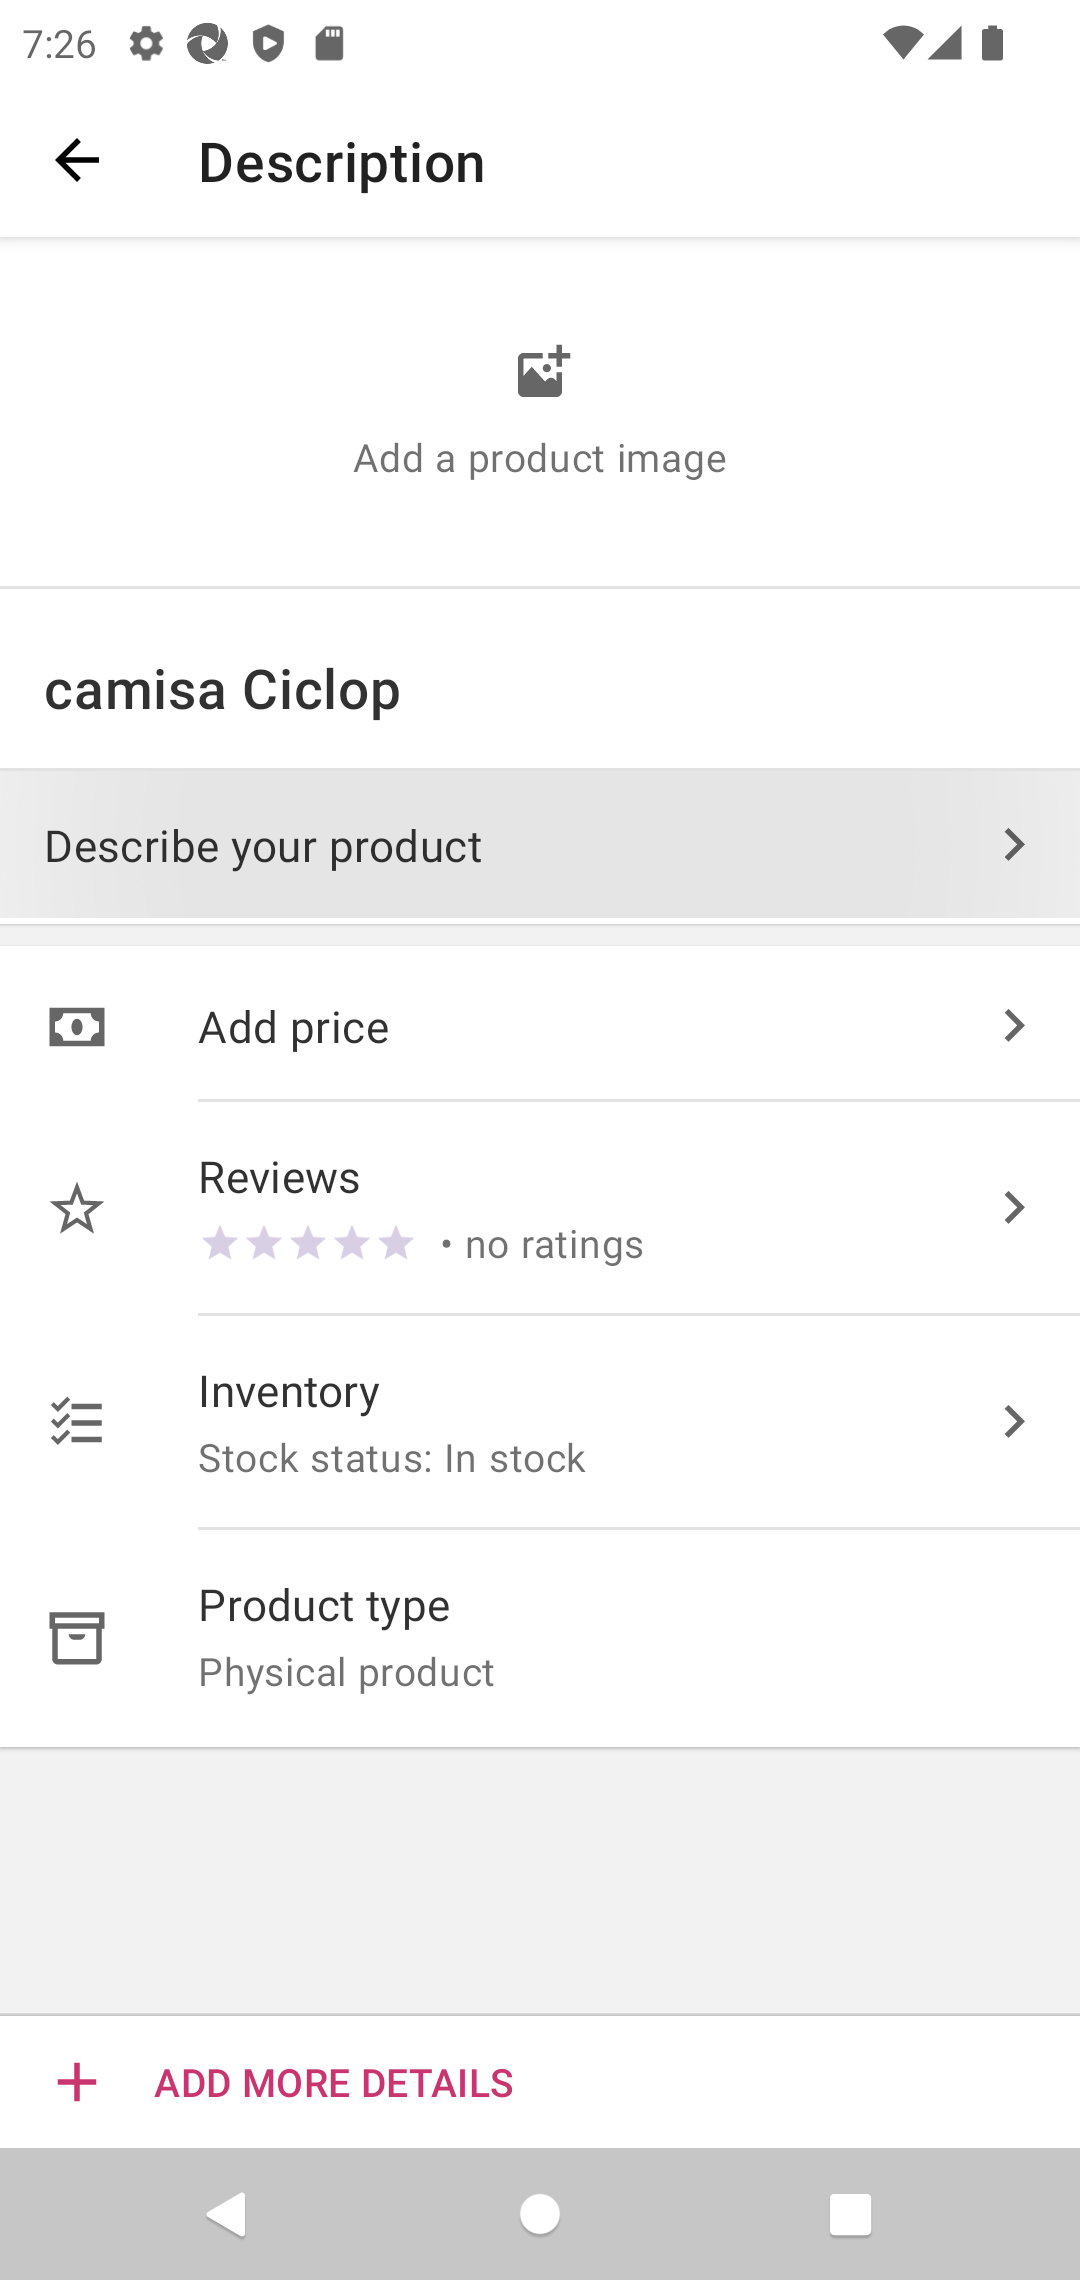 7:26
Description
Add a product image
camisa Ciclop
Describe your product
Add price
Reviews
• no ratings
Inventory
Stock status: In stock
Product type
Physical product
ADD MORE DETAILS